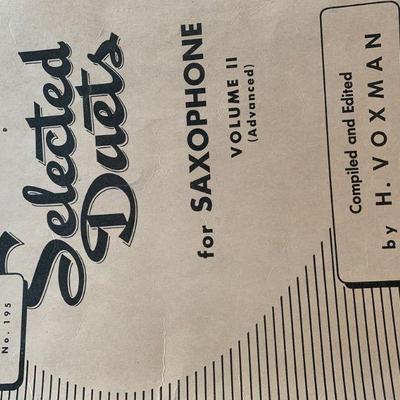 No. 195
Selected
Duets
for SAXOPHONE
VOLUME II
(Advanced)
Compiled and Edited
by H. VOXMAN